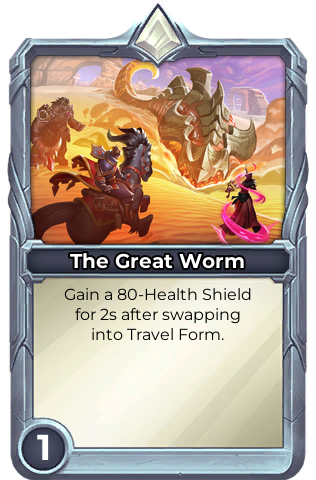 The Great Worm
Gain a 80-Health Shield
for 2s after swapping
into Travel Form.
1